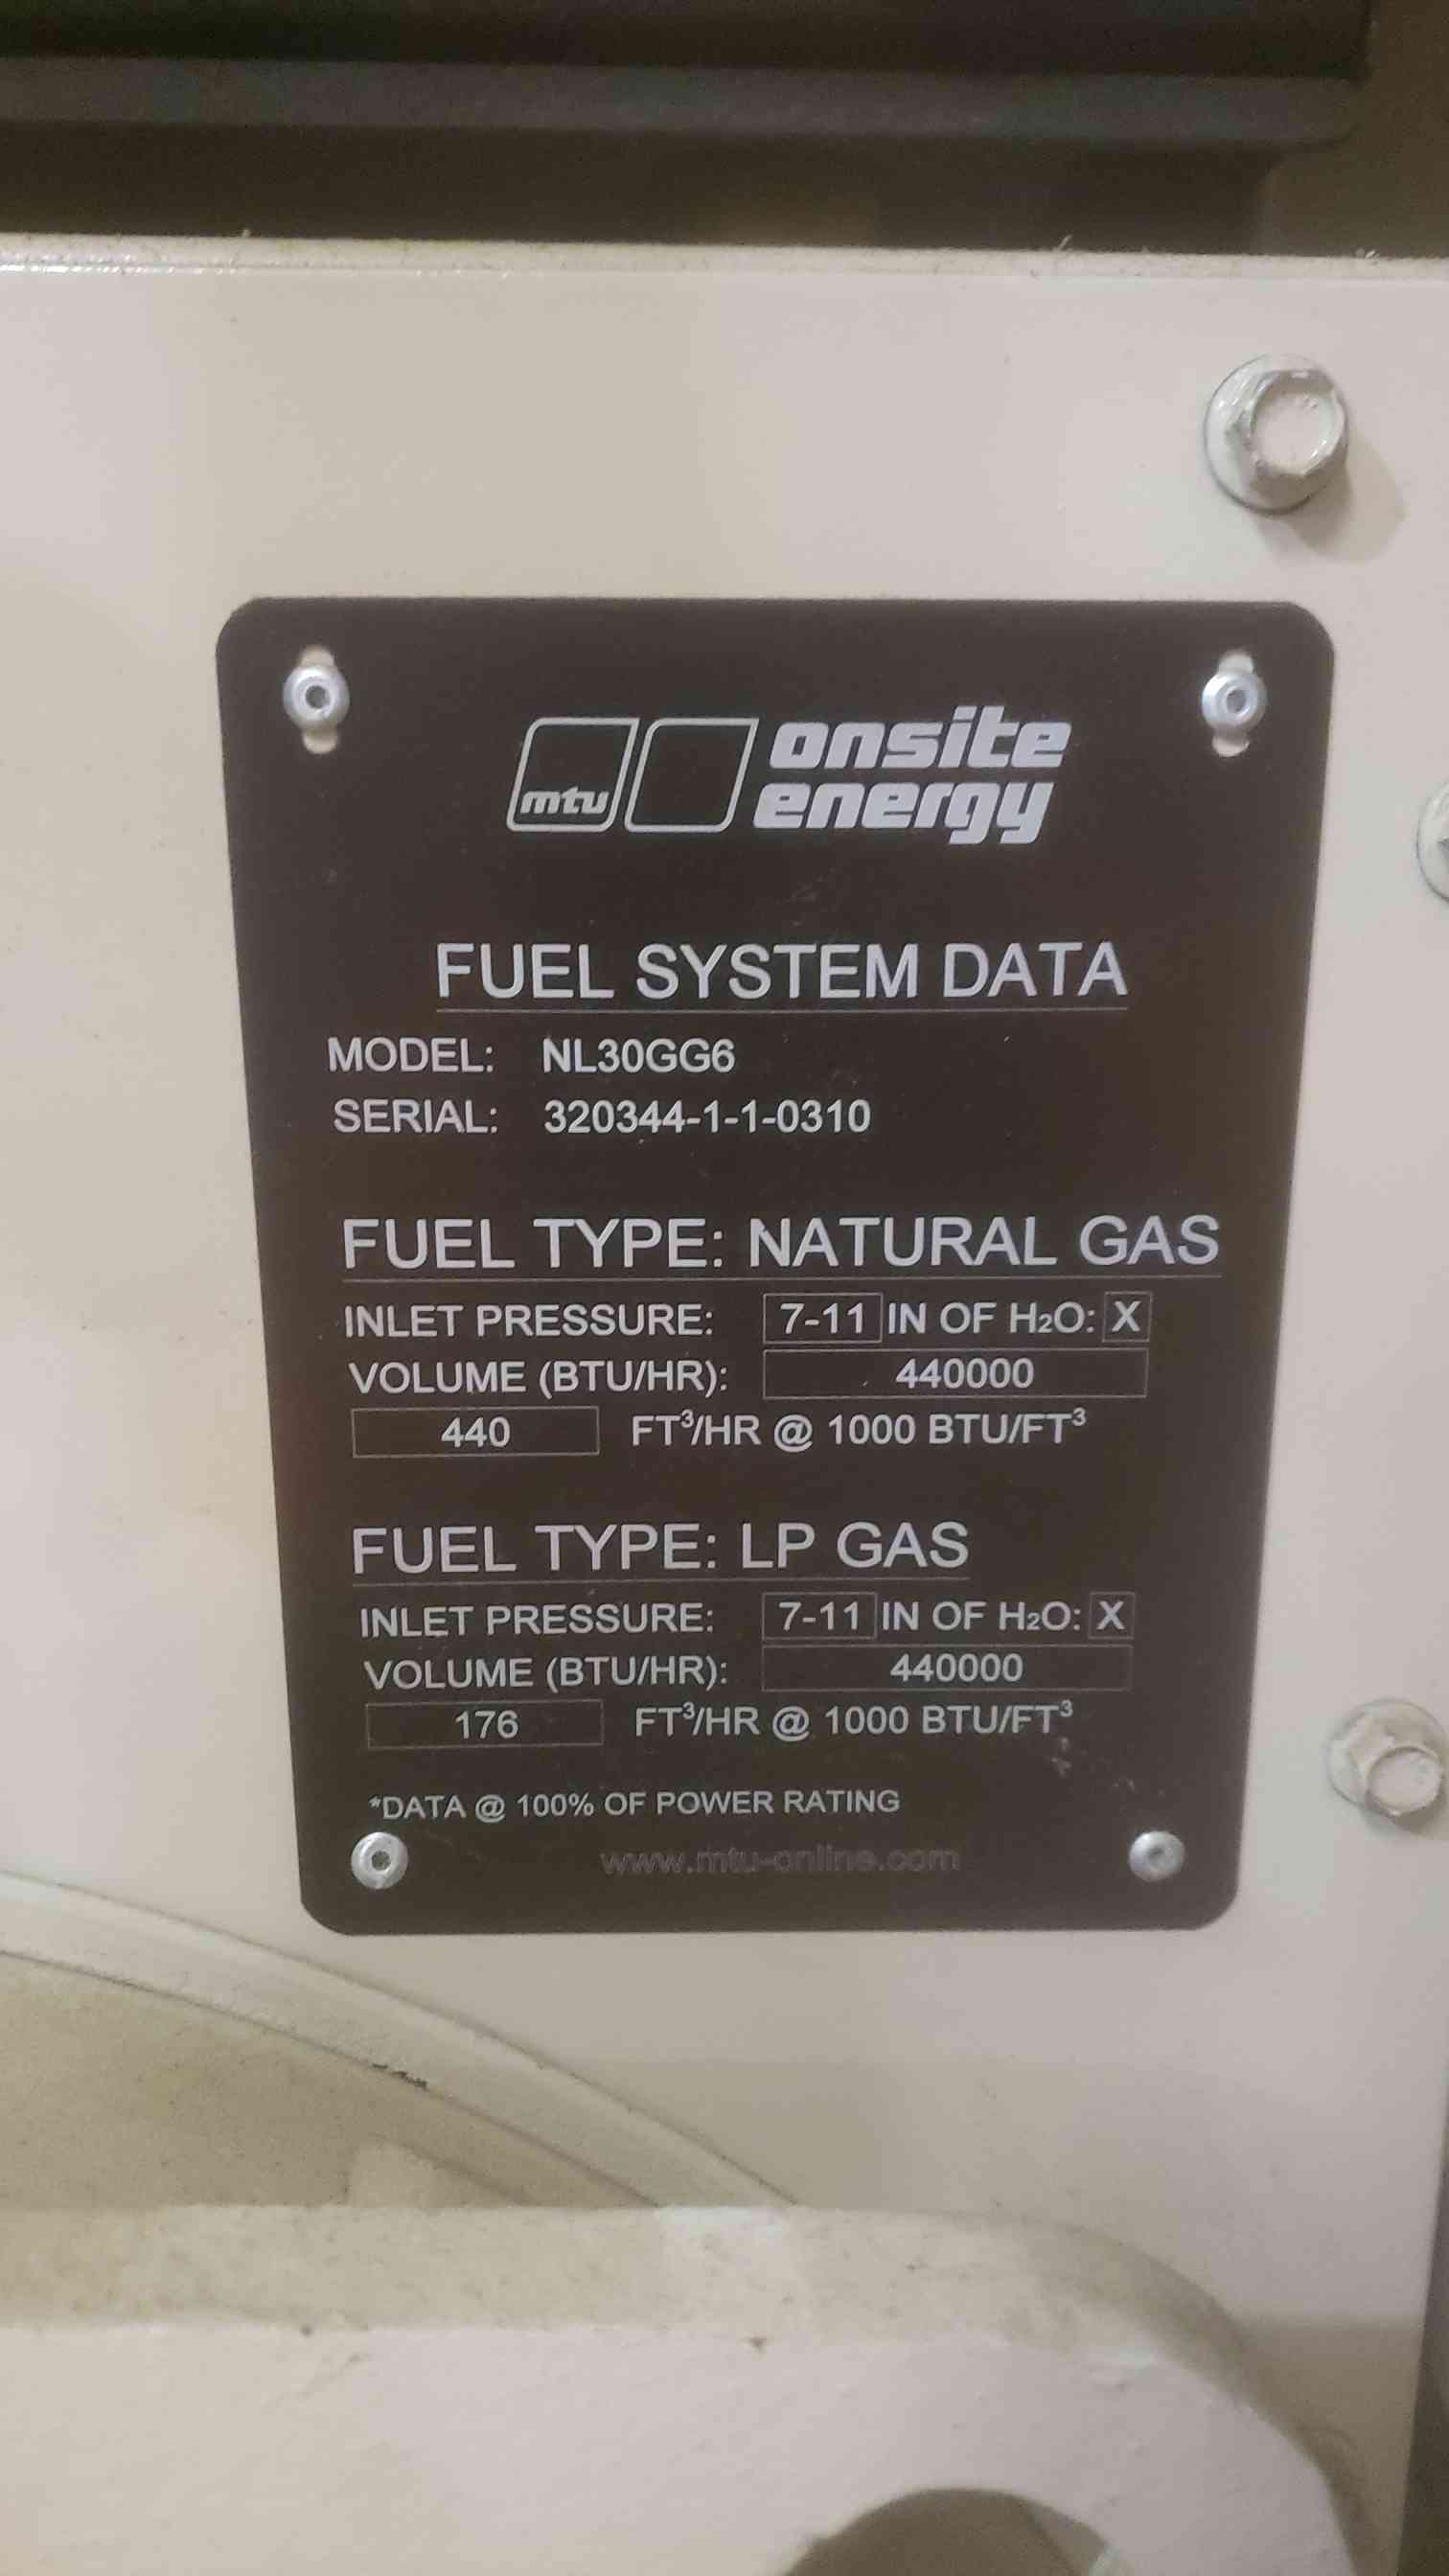 mtu onsite
energy
FUEL SYSTEM DATA
MODEL: NL30GG6
SERIAL: 320344-1-1-0310
FUEL TYPE: NATURAL GAS
INLET PRESSURE: 7-11 IN OF H₂O: X
VOLUME (BTU/HR): 440000
440 FT³/HR @ 1000 BTU/FT³
FUEL TYPE: LP GAS
INLET PRESSURE: 7-11 IN OF H₂O: X
VOLUME (BTU/HR): 440000
176 FT³/HR @ 1000 BTU/FT³
*DATA @ 100% OF POWER RATING
www.mtu-online.com